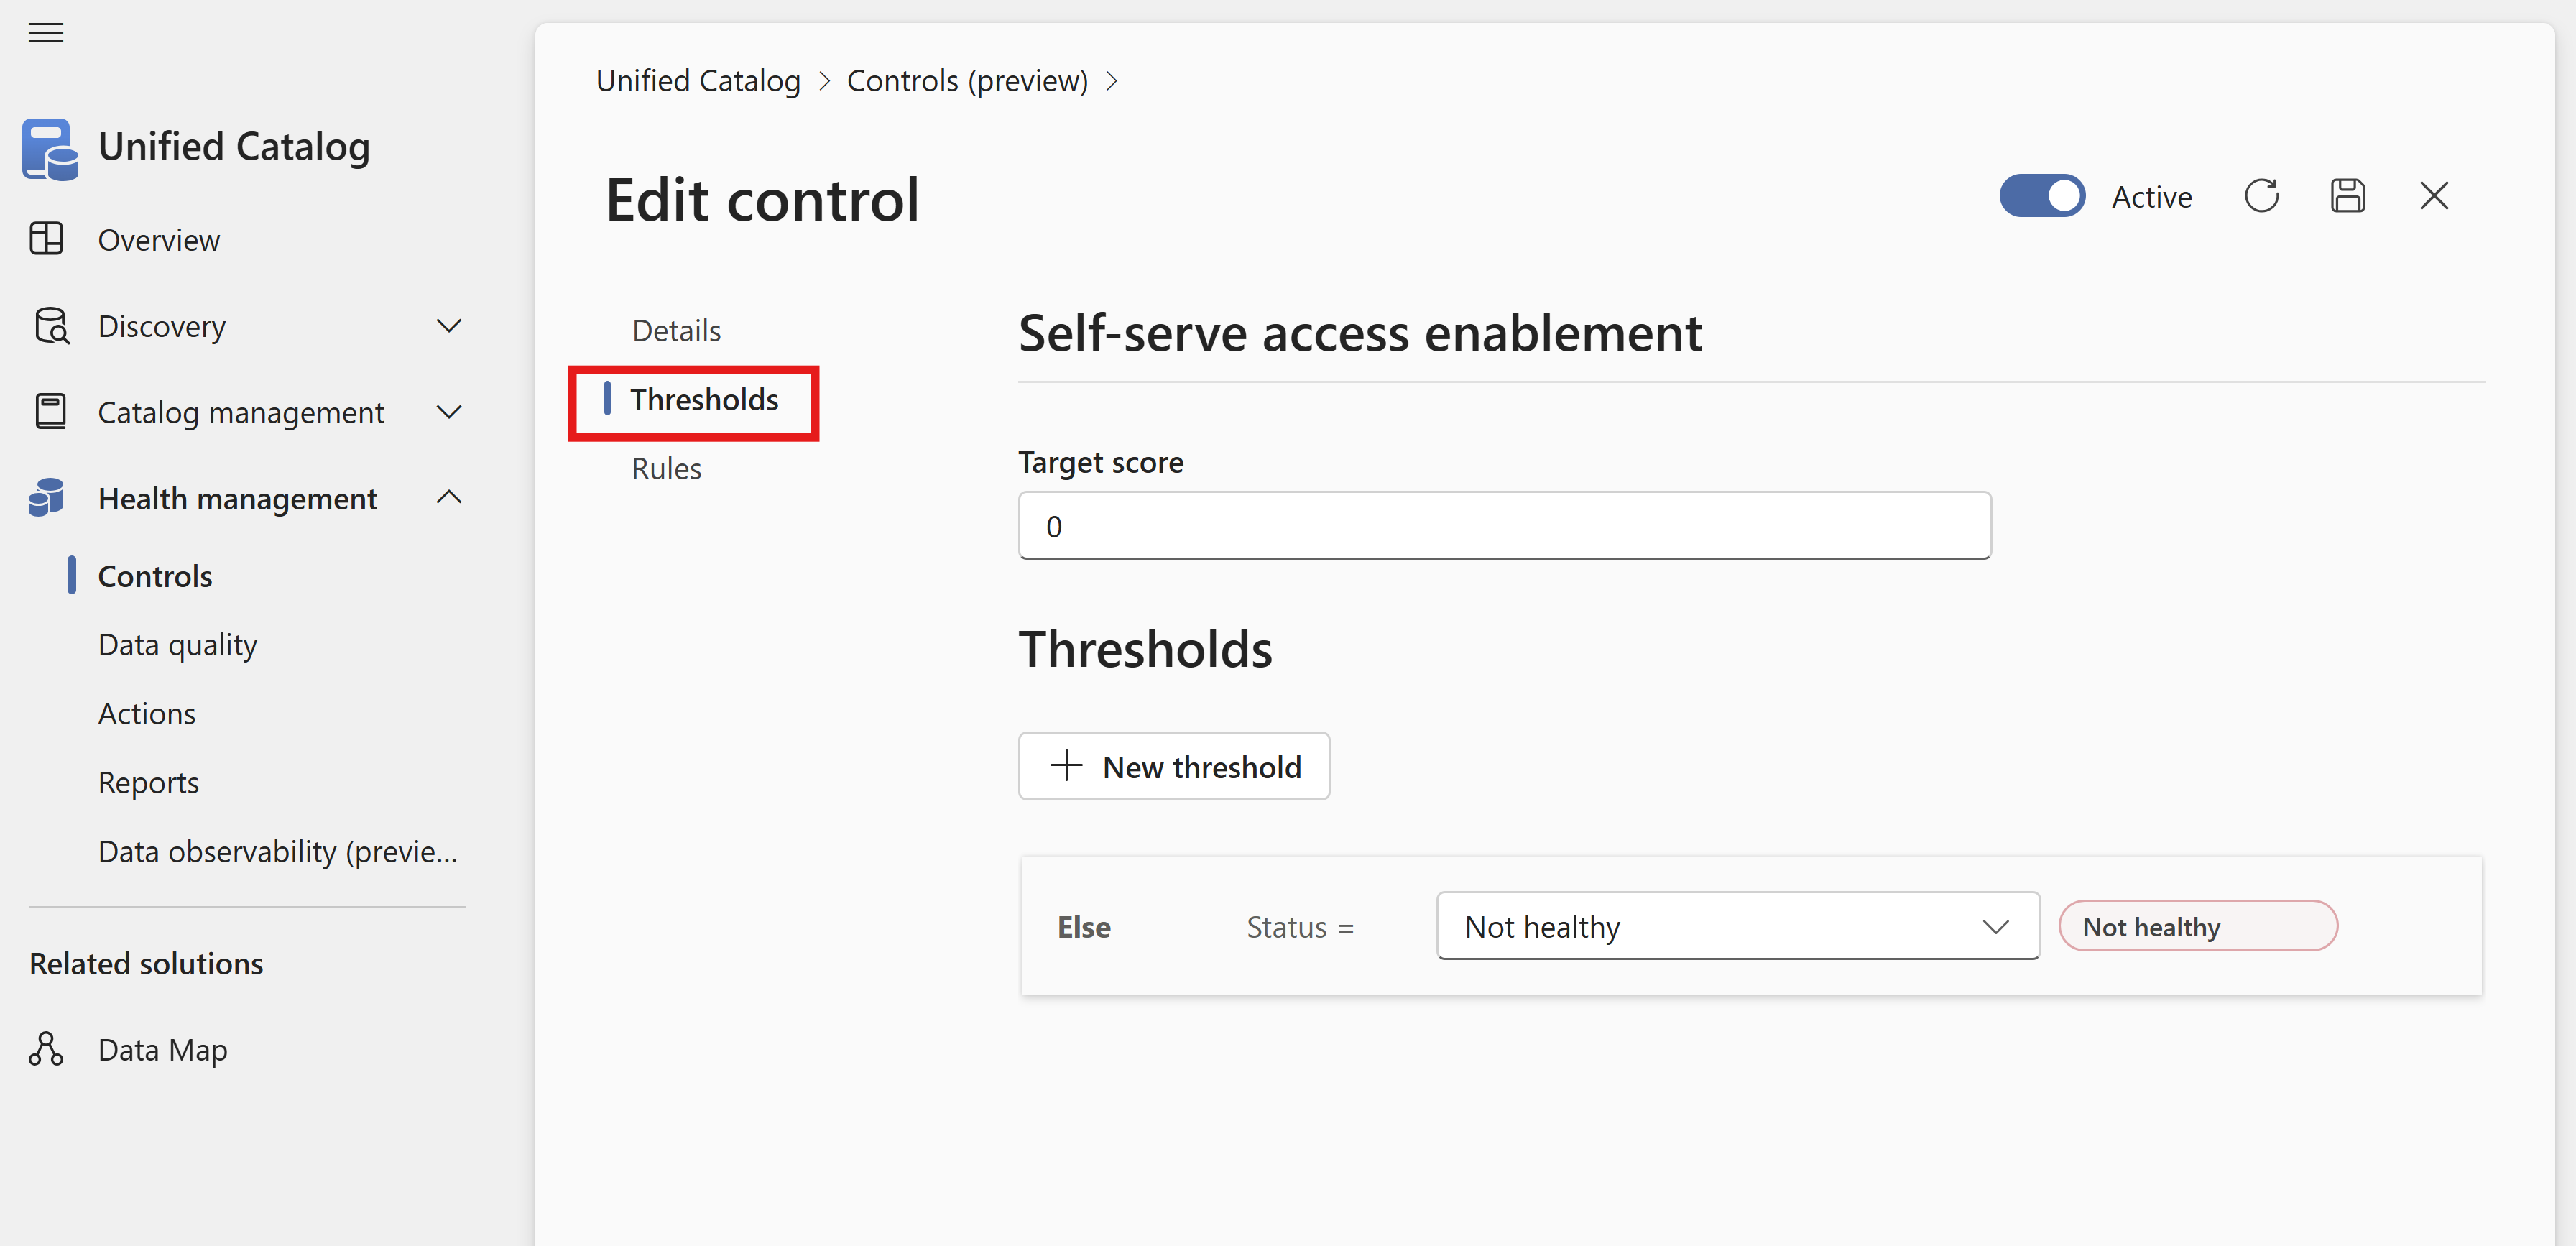 Unified Catalog
Overview
Discovery
Catalog management
Health management
Controls
Data quality
Actions
Reports
Data observability (previe...
Related solutions
Data Map
Unified Catalog > Controls (preview) >
Edit control
Active
Details
Thresholds
Rules
Self-serve access enablement
Target score
0
Thresholds
+ New threshold
Else Status = Not healthy Not healthy